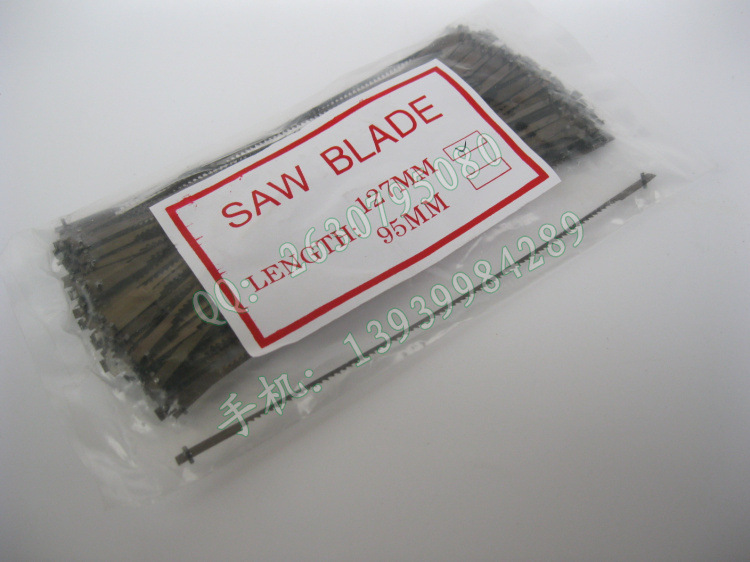 SAW BLADE
LENGTH: 127MM
95MM
QQ: 2630795080
手机: 13939984289